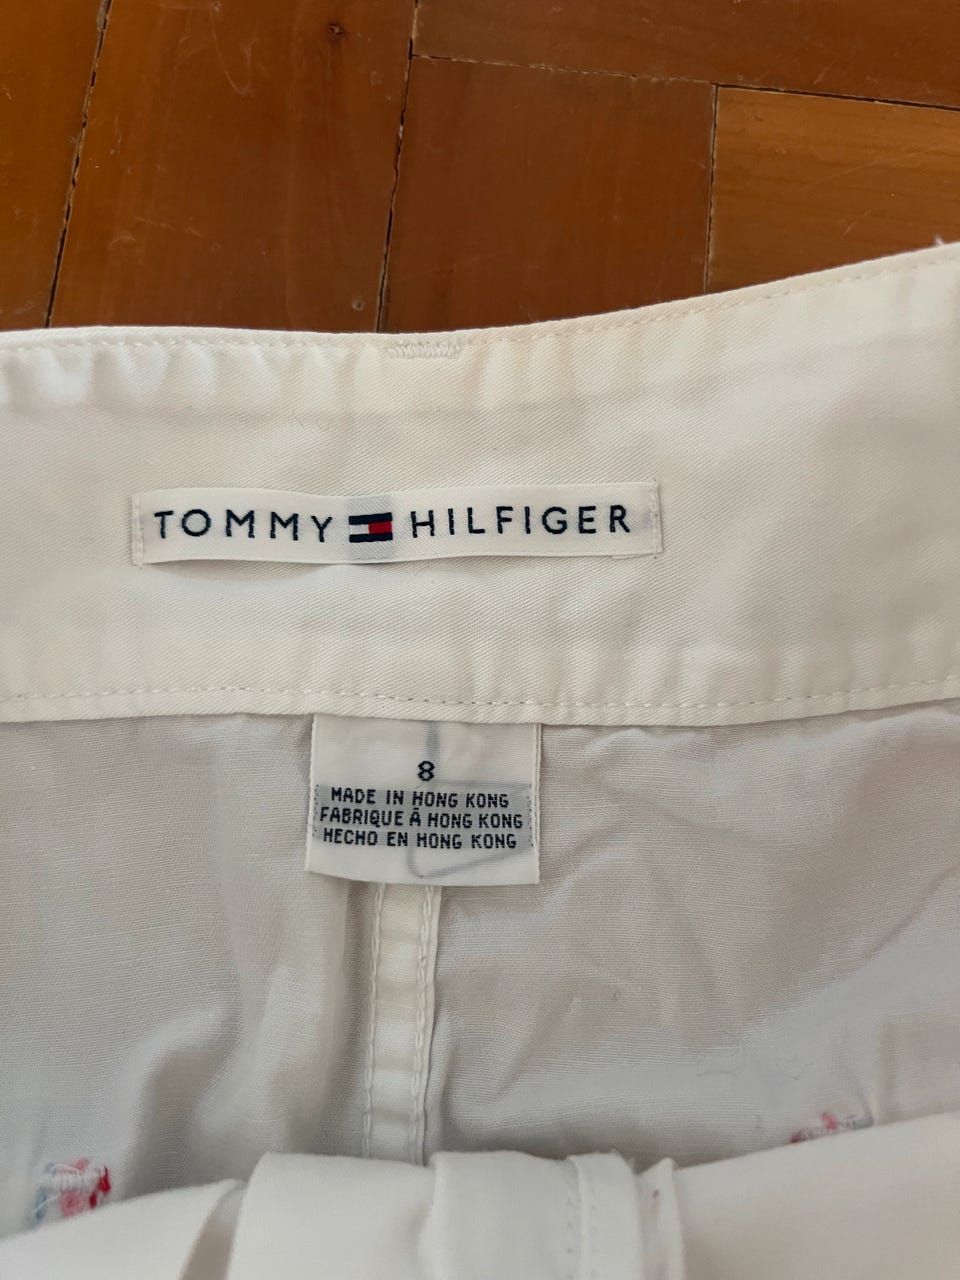 TOMMY HILFIGER
8
MADE IN HONG KONG
FABRIQUE À HONG KONG
HECHO EN HONG KONG